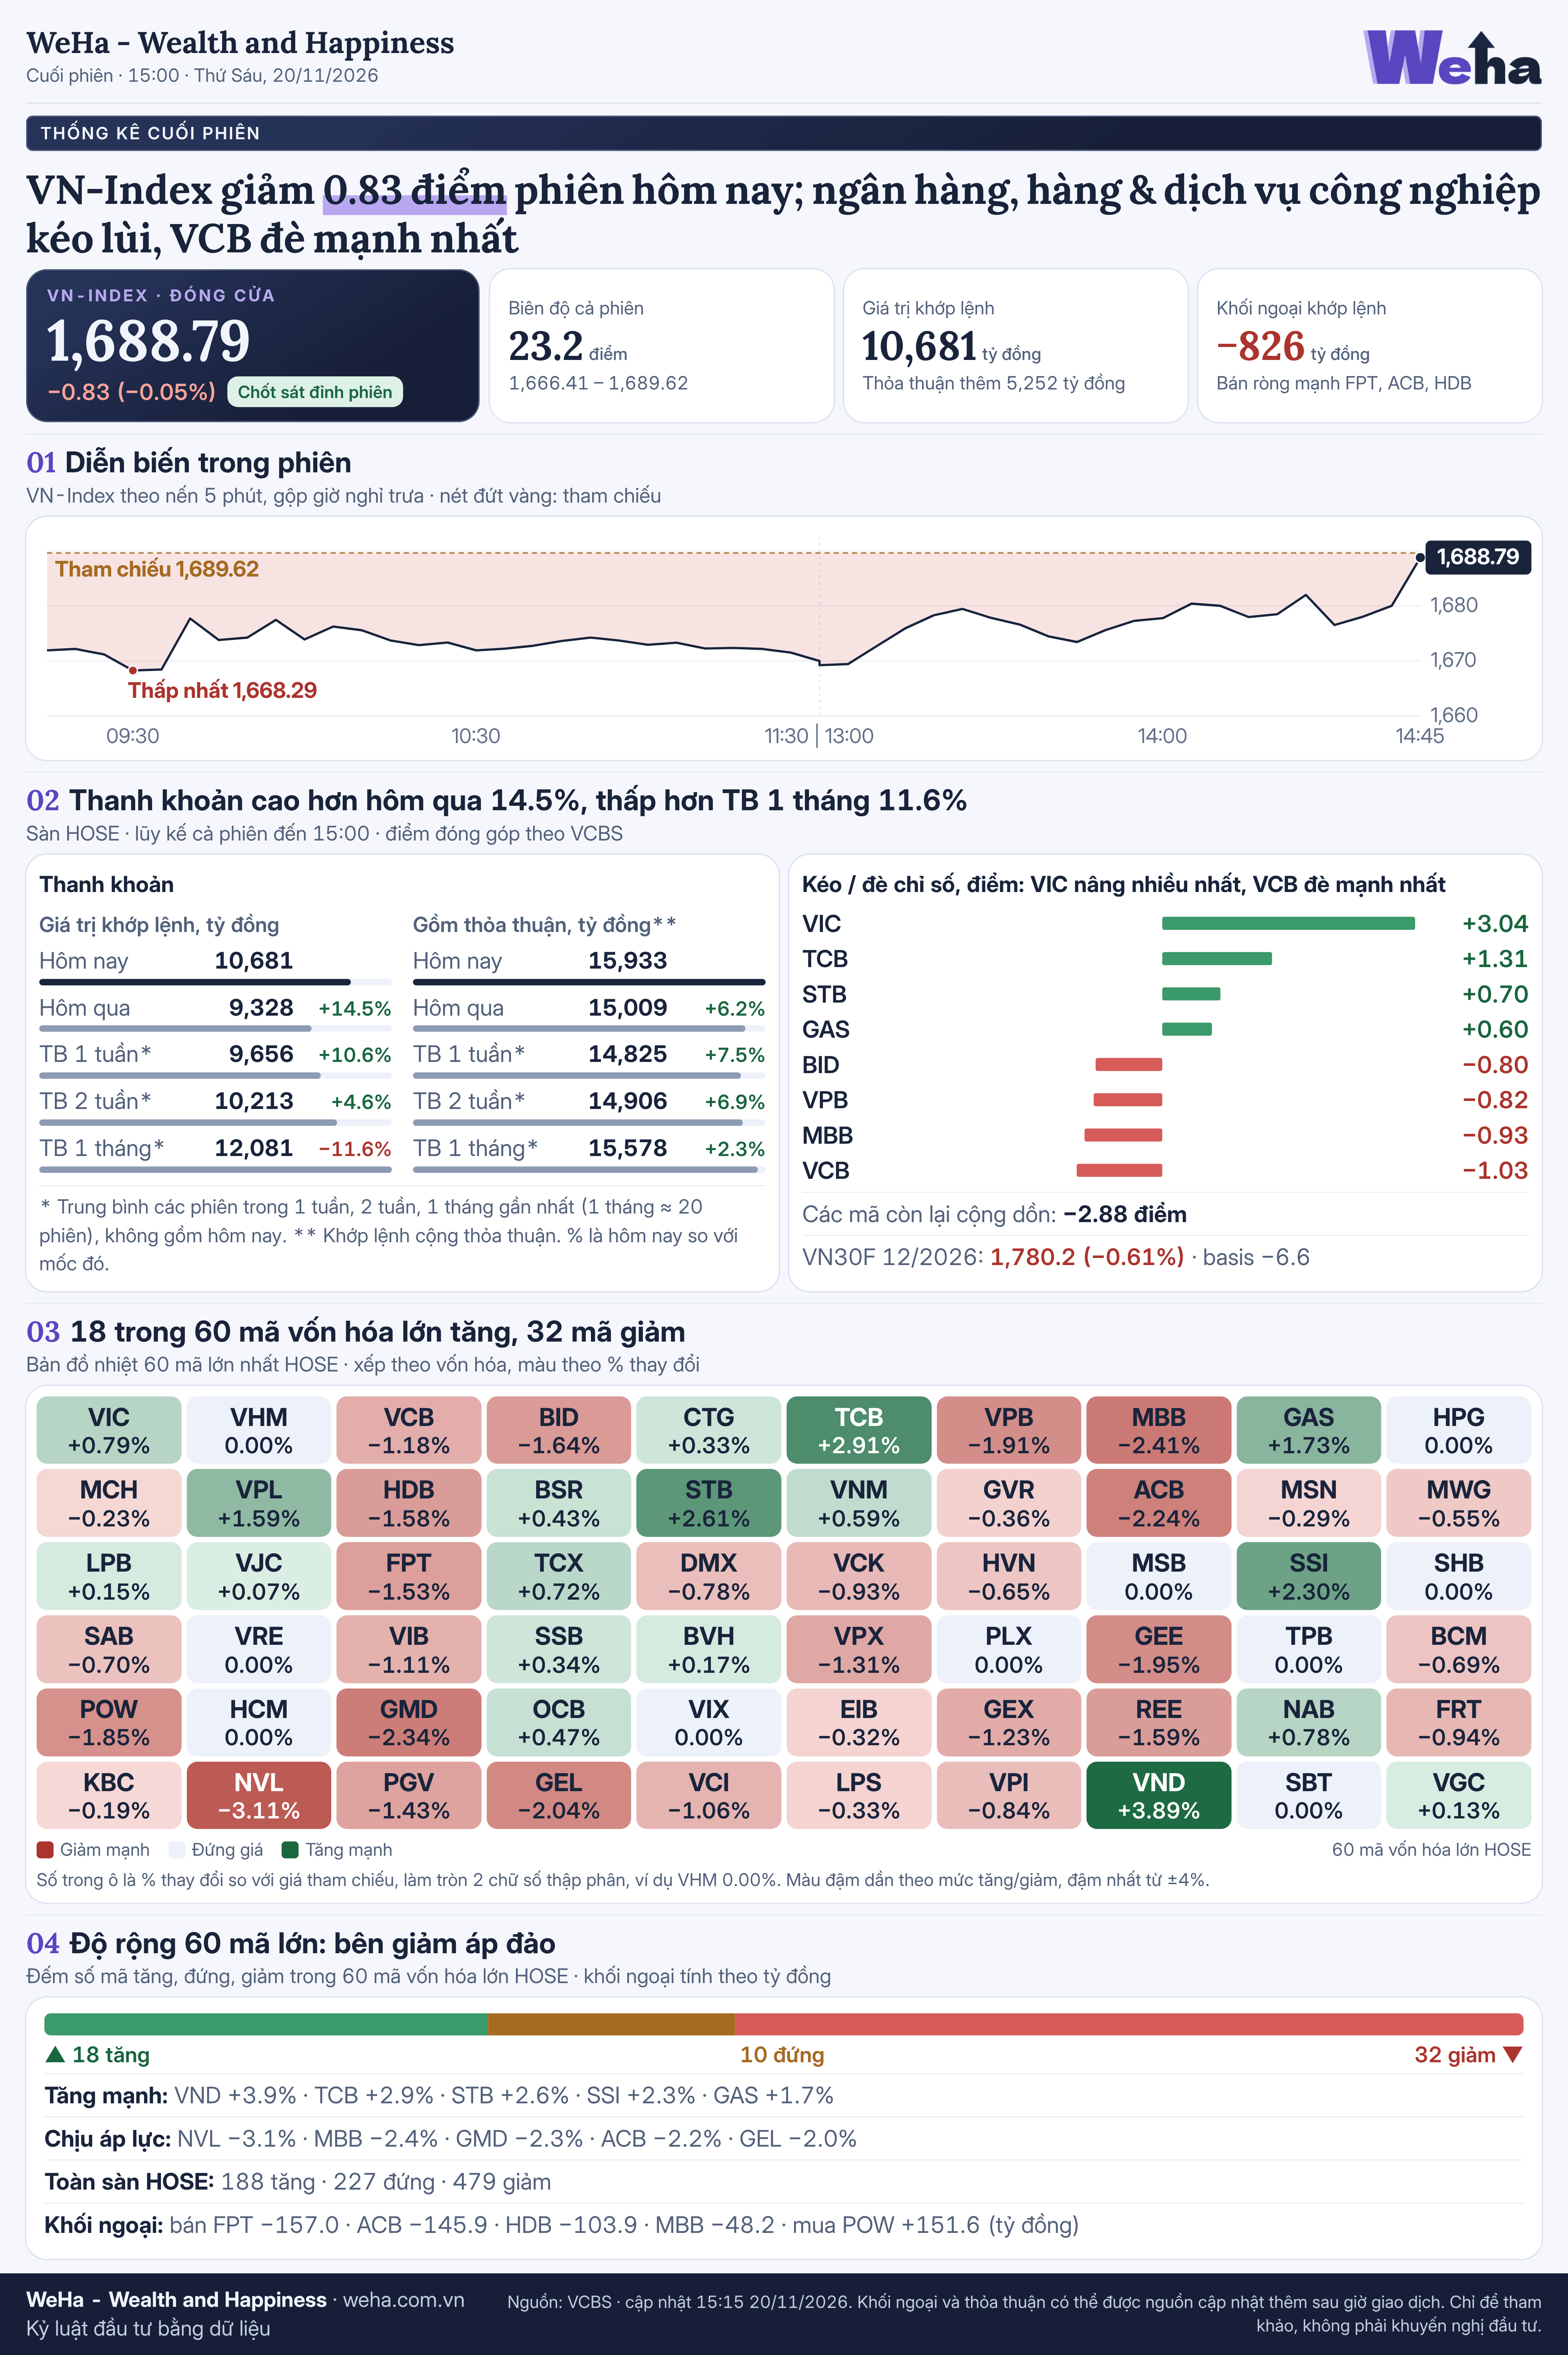 WeHa - Wealth and Happiness
Cuối phiên · 15:00 · Thứ Sáu, 20/11/2026
Weha
THỐNG KÊ CUỐI PHIÊN
VN-Index giảm 0.83 điểm phiên hôm nay; ngân hàng, hàng & dịch vụ công nghiệp
kéo lùi, VCB đè mạnh nhất
VN-INDEX · ĐÓNG CỬA
1,688.79
−0.83 (−0.05%) Chốt sát đỉnh phiên
Biên độ cả phiên
23.2 điểm
1,666.41 – 1,689.62
Giá trị khớp lệnh
10,681 tỷ đồng
Thỏa thuận thêm 5,252 tỷ đồng
Khối ngoại khớp lệnh
−826 tỷ đồng
Bán ròng mạnh FPT, ACB, HDB
01 Diễn biến trong phiên
VN-Index theo nến 5 phút, gộp giờ nghỉ trưa · nét đứt vàng: tham chiếu
Tham chiếu 1,689.62
1,688.79
1,680
1,670
Thấp nhất 1,668.29
1,660
09:30 10:30 11:30 | 13:00 14:00 14:45
02 Thanh khoản cao hơn hôm qua 14.5%, thấp hơn TB 1 tháng 11.6%
Sàn HOSE · lũy kế cả phiên đến 15:00 · điểm đóng góp theo VCBS
Thanh khoản
Giá trị khớp lệnh, tỷ đồng
Hôm nay 10,681
Hôm qua 9,328 +14.5%
TB 1 tuần* 9,656 +10.6%
TB 2 tuần* 10,213 +4.6%
TB 1 tháng* 12,081 −11.6%
Gồm thỏa thuận, tỷ đồng**
Hôm nay 15,933
Hôm qua 15,009 +6.2%
TB 1 tuần* 14,825 +7.5%
TB 2 tuần* 14,906 +6.9%
TB 1 tháng* 15,578 +2.3%
* Trung bình các phiên trong 1 tuần, 2 tuần, 1 tháng gần nhất (1 tháng ≈ 20
phiên), không gồm hôm nay. ** Khớp lệnh cộng thỏa thuận. % là hôm nay so với
mốc đó.
Kéo / đè chỉ số, điểm: VIC nâng nhiều nhất, VCB đè mạnh nhất
VIC +3.04
TCB +1.31
STB +0.70
GAS +0.60
BID −0.80
VPB −0.82
MBB −0.93
VCB −1.03
Các mã còn lại cộng dồn: −2.88 điểm
VN30F 12/2026: 1,780.2 (−0.61%) · basis −6.6
03 18 trong 60 mã vốn hóa lớn tăng, 32 mã giảm
Bản đồ nhiệt 60 mã lớn nhất HOSE · xếp theo vốn hóa, màu theo % thay đổi
VIC VHM VCB BID CTG TCB VPB MBB GAS HPG
+0.79% 0.00% −1.18% −1.64% +0.33% +2.91% −1.91% −2.41% +1.73% 0.00%
MCH VPL HDB BSR STB VNM GVR ACB MSN MWG
−0.23% +1.59% −1.58% +0.43% +2.61% +0.59% −0.36% −2.24% −0.29% −0.55%
LPB VJC FPT TCX DMX VCK HVN MSB SSI SHB
+0.15% +0.07% −1.53% +0.72% −0.78% −0.93% −0.65% 0.00% +2.30% 0.00%
SAB VRE VIB SSB BVH VPX PLX GEE TPB BCM
−0.70% 0.00% −1.11% +0.34% +0.17% −1.31% 0.00% −1.95% 0.00% −0.69%
POW HCM GMD OCB VIX EIB GEX REE NAB FRT
−1.85% 0.00% −2.34% +0.47% 0.00% −0.32% −1.23% −1.59% +0.78% −0.94%
KBC NVL PGV GEL VCI LPS VPI VND SBT VGC
−0.19% −3.11% −1.43% −2.04% −1.06% −0.33% −0.84% +3.89% 0.00% +0.13%
Giảm mạnh Đứng giá Tăng mạnh 60 mã vốn hóa lớn HOSE
Số trong ô là % thay đổi so với giá tham chiếu, làm tròn 2 chữ số thập phân, ví dụ VHM 0.00%. Màu đậm dần theo mức tăng/giảm, đậm nhất từ ±4%.
04 Độ rộng 60 mã lớn: bên giảm áp đảo
Đếm số mã tăng, đứng, giảm trong 60 mã vốn hóa lớn HOSE · khối ngoại tính theo tỷ đồng
▲ 18 tăng 10 đứng 32 giảm ▼
Tăng mạnh: VND +3.9% · TCB +2.9% · STB +2.6% · SSI +2.3% · GAS +1.7%
Chịu áp lực: NVL −3.1% · MBB −2.4% · GMD −2.3% · ACB −2.2% · GEL −2.0%
Toàn sàn HOSE: 188 tăng · 227 đứng · 479 giảm
Khối ngoại: bán FPT −157.0 · ACB −145.9 · HDB −103.9 · MBB −48.2 · mua POW +151.6 (tỷ đồng)
WeHa - Wealth and Happiness · weha.com.vn
Kỷ luật đầu tư bằng dữ liệu
Nguồn: VCBS · cập nhật 15:15 20/11/2026. Khối ngoại và thỏa thuận có thể được nguồn cập nhật thêm sau giờ giao dịch. Chỉ để tham
khảo, không phải khuyến nghị đầu tư.